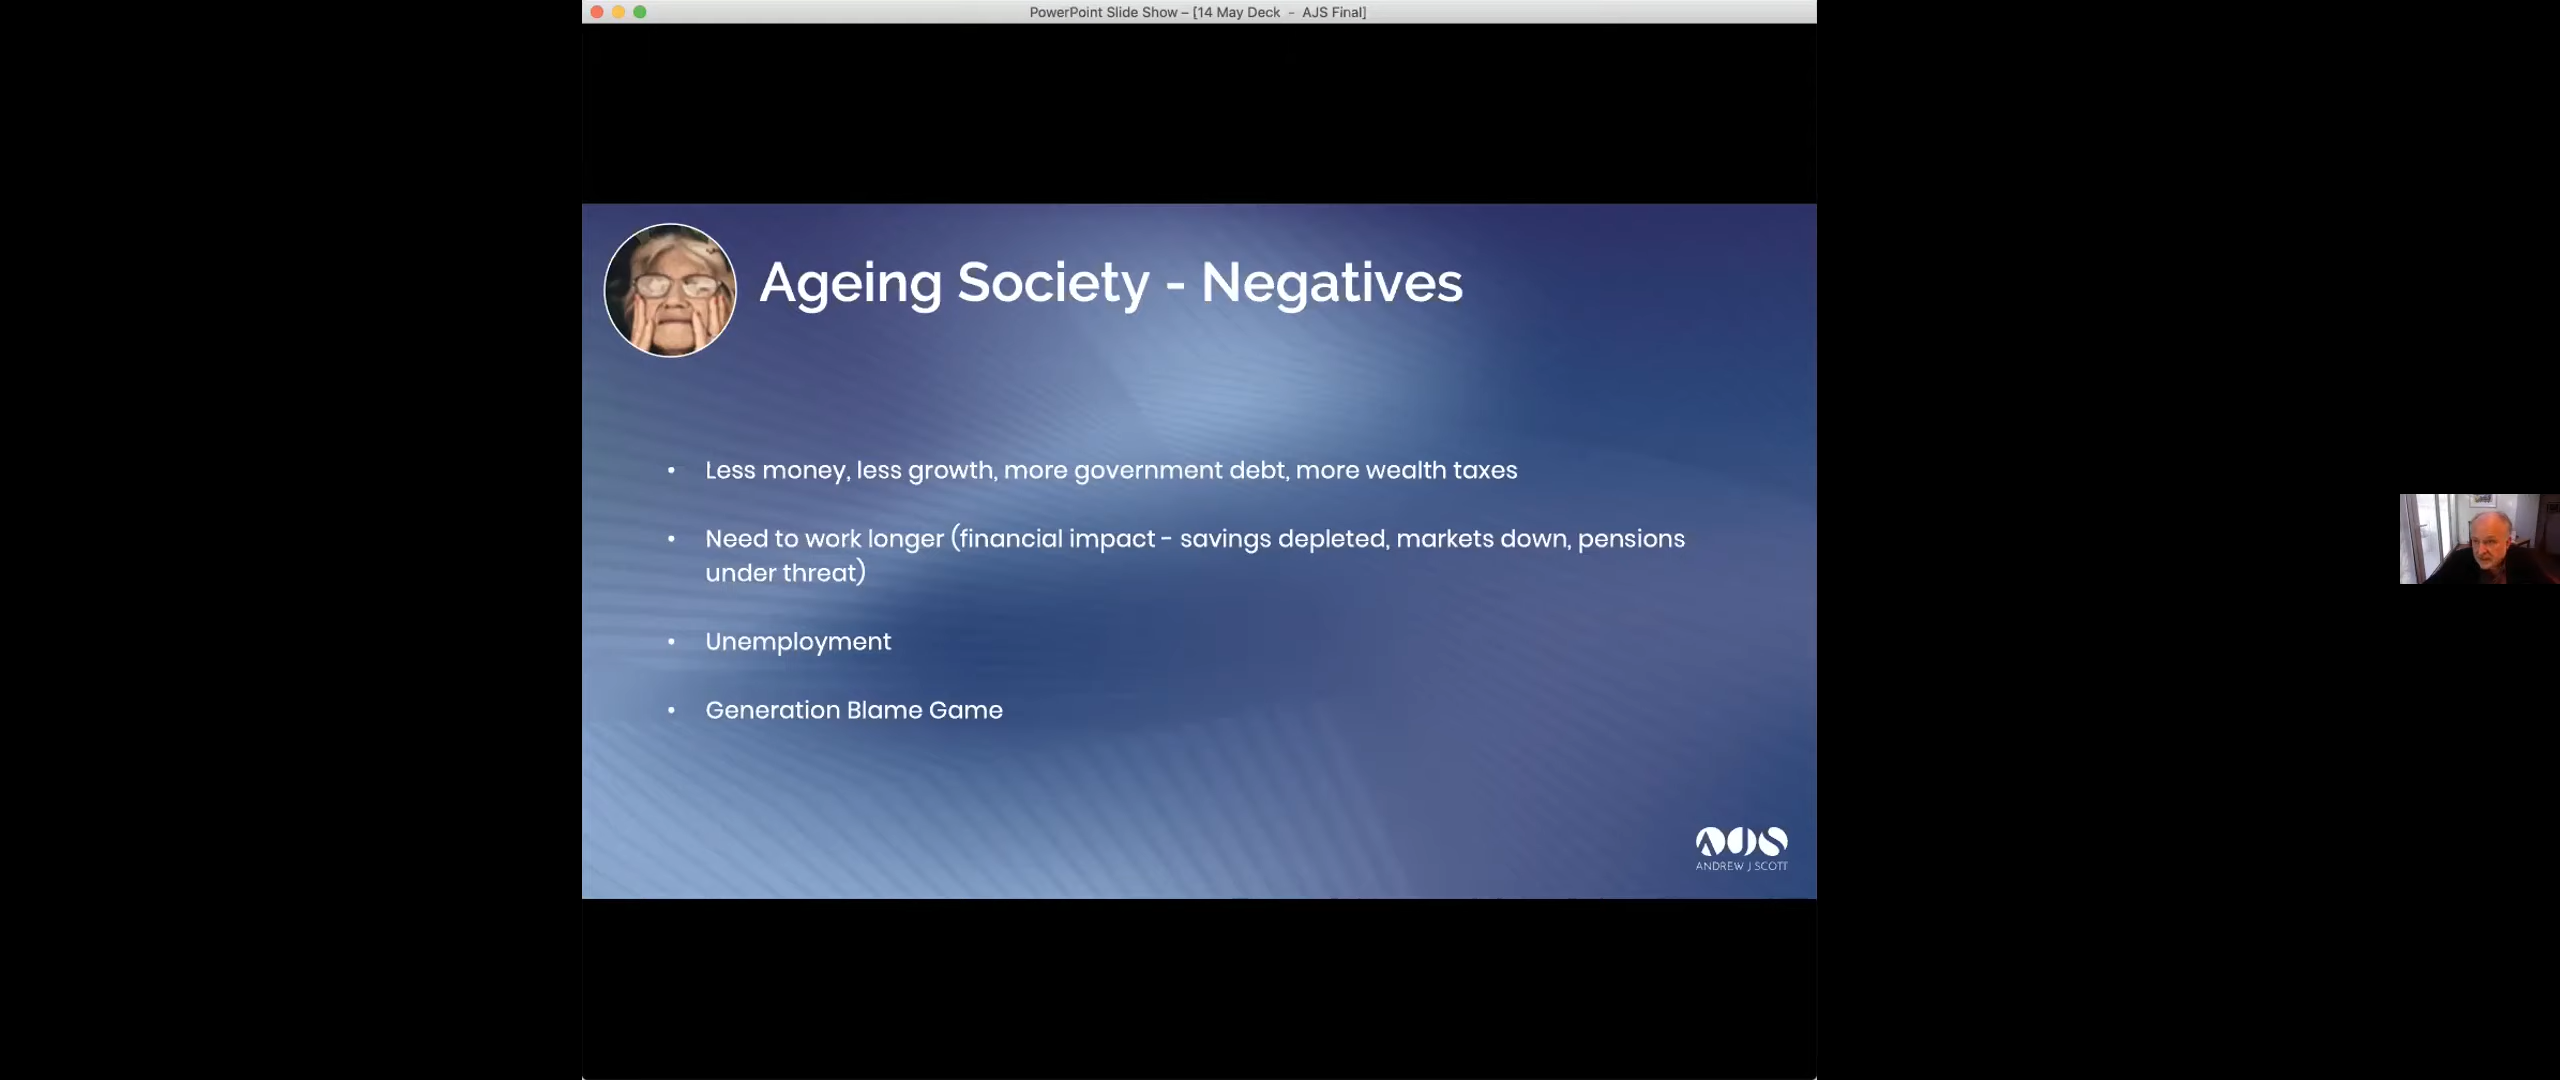 PowerPoint Slide Show – [14 May Deck - AJS Final]
Ageing Society - Negatives
• Less money, less growth, more government debt, more wealth taxes
• Need to work longer (financial impact - savings depleted, markets down, pensions
under threat)
• Unemployment
• Generation Blame Game
AJS
ANDREW J SCOTT